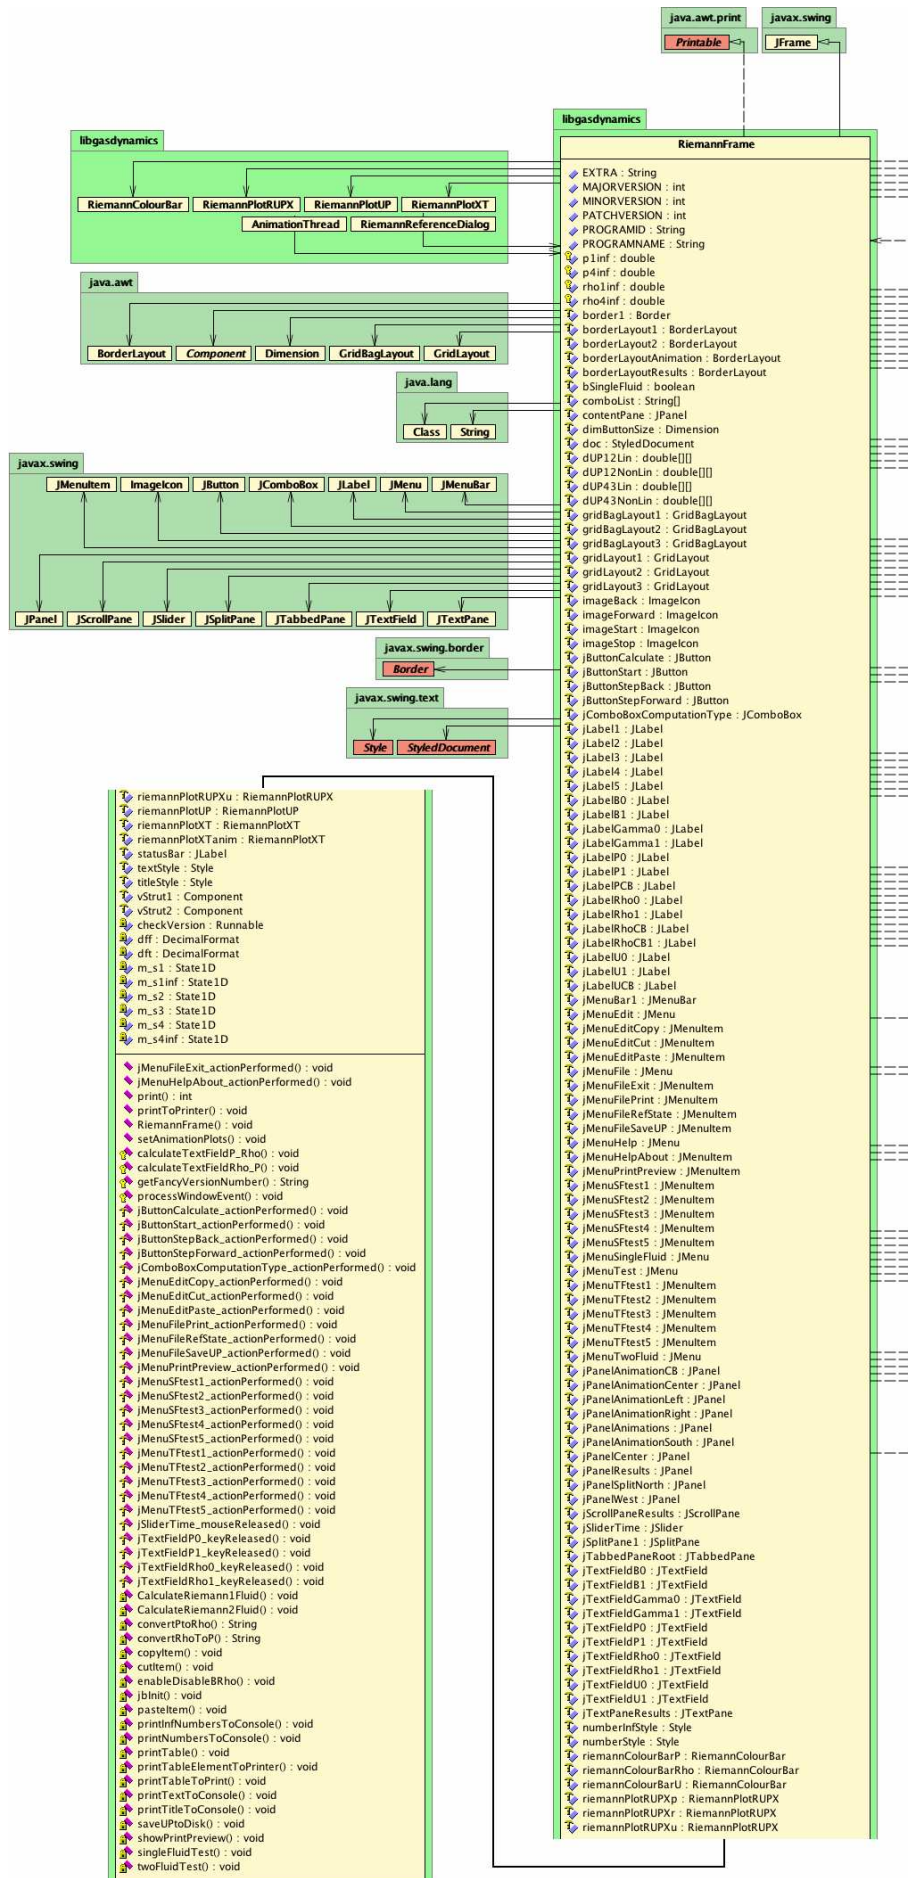 java.awt.print
javax.swing
Printable
JFrame
libgasdynamics
libgasdynamics
RiemannColourBar
RiemannPlotRUPX
RiemannPlotUP
RiemannPlotXT
AnimationThread
RiemannReferenceDialog
java.awt
BorderLayout
Component
Dimension
GridBagLayout
GridLayout
java.lang
Class
String
javax.swing
JMenuItem
ImageIcon
JButton
JComboBox
JLabel
JMenu
JMenuBar
JPanel
JScrollPane
JSlider
JSplitPane
JTabbedPane
JTextField
JTextPane
javax.swing.border
Border
javax.swing.text
Style
StyledDocument
RiemannFrame
EXTRA : String
MAJORVERSION : int
MINORVERSION : int
PATCHVERSION : int
PROGRAMID : String
PROGRAMNAME : String
p1inf : double
p4inf : double
rho1inf : double
rho4inf : double
border1 : Border
borderLayout1 : BorderLayout
borderLayout2 : BorderLayout
borderLayoutAnimation : BorderLayout
borderLayoutResults : BorderLayout
bSingleFluid : boolean
comboList : String[]
contentPane : JPanel
dimButtonSize : Dimension
doc : StyledDocument
dUP12Lin : double[][]
dUP12NonLin : double[][]
dUP43Lin : double[][]
dUP43NonLin : double[][]
gridBagLayout1 : GridBagLayout
gridBagLayout2 : GridBagLayout
gridBagLayout3 : GridBagLayout
gridLayout1 : GridLayout
gridLayout2 : GridLayout
gridLayout3 : GridLayout
imageBack : ImageIcon
imageForward : ImageIcon
imageStart : ImageIcon
imageStop : ImageIcon
jButtonCalculate : JButton
jButtonStart : JButton
jButtonStepBack : JButton
jButtonStepForward : JButton
jComboBoxComputationType : JComboBox
jLabel1 : JLabel
jLabel2 : JLabel
jLabel3 : JLabel
jLabel4 : JLabel
jLabel5 : JLabel
jLabelB0 : JLabel
jLabelB1 : JLabel
jLabelGamma0 : JLabel
jLabelGamma1 : JLabel
jLabelP0 : JLabel
jLabelP1 : JLabel
jLabelPCB : JLabel
jLabelRho0 : JLabel
jLabelRho1 : JLabel
jLabelRhoCB : JLabel
jLabelRhoCB1 : JLabel
jLabelU0 : JLabel
jLabelU1 : JLabel
jLabelUCB : JLabel
jMenuBar1 : JMenuBar
jMenuEdit : JMenu
jMenuEditCopy : JMenuItem
jMenuEditCut : JMenuItem
jMenuEditPaste : JMenuItem
jMenuFile : JMenu
jMenuFileExit : JMenuItem
jMenuFilePrint : JMenuItem
jMenuFileRefState : JMenuItem
jMenuFileSaveUP : JMenuItem
jMenuHelp : JMenu
jMenuHelpAbout : JMenuItem
jMenuPrintPreview : JMenuItem
jMenuSFtest1 : JMenuItem
jMenuSFtest2 : JMenuItem
jMenuSFtest3 : JMenuItem
jMenuSFtest4 : JMenuItem
jMenuSFtest5 : JMenuItem
jMenuSingleFluid : JMenu
jMenuTest : JMenu
jMenuTFtest1 : JMenuItem
jMenuTFtest2 : JMenuItem
jMenuTFtest3 : JMenuItem
jMenuTFtest4 : JMenuItem
jMenuTFtest5 : JMenuItem
jMenuTwoFluid : JMenu
jPanelAnimationCB : JPanel
jPanelAnimationCenter : JPanel
jPanelAnimationLeft : JPanel
jPanelAnimationRight : JPanel
jPanelAnimations : JPanel
jPanelAnimationSouth : JPanel
jPanelCenter : JPanel
jPanelResults : JPanel
jPanelSplitNorth : JPanel
jPanelWest : JPanel
jScrollPaneResults : JScrollPane
jSliderTime : JSlider
jSplitPane1 : JSplitPane
jTabbedPaneRoot : JTabbedPane
jTextFieldB0 : JTextField
jTextFieldB1 : JTextField
jTextFieldGamma0 : JTextField
jTextFieldGamma1 : JTextField
jTextFieldP0 : JTextField
jTextFieldP1 : JTextField
jTextFieldRho0 : JTextField
jTextFieldRho1 : JTextField
jTextFieldU0 : JTextField
jTextFieldU1 : JTextField
jTextPaneResults : JTextPane
numberInfStyle : Style
numberStyle : Style
riemannColourBarP : RiemannColourBar
riemannColourBarRho : RiemannColourBar
riemannColourBarU : RiemannColourBar
riemannPlotRUPXp : RiemannPlotRUPX
riemannPlotRUPXr : RiemannPlotRUPX
riemannPlotRUPXu : RiemannPlotRUPX
riemannPlotRUPXu : RiemannPlotRUPX
riemannPlotUP : RiemannPlotUP
riemannPlotXT : RiemannPlotXT
riemannPlotXTanim : RiemannPlotXT
statusBar : JLabel
textStyle : Style
titleStyle : Style
vStrut1 : Component
vStrut2 : Component
checkVersion : Runnable
dff : DecimalFormat
dft : DecimalFormat
m_s1 : State1D
m_s1inf : State1D
m_s2 : State1D
m_s3 : State1D
m_s4 : State1D
m_s4inf : State1D
jMenuFileExit_actionPerformed() : void
jMenuHelpAbout_actionPerformed() : void
print() : int
printToPrinter() : void
RiemannFrame() : void
setAnimationPlots() : void
calculateTextFieldP_Rho() : void
calculateTextFieldRho_P() : void
getFancyVersionNumber() : String
processWindowEvent() : void
jButtonCalculate_actionPerformed() : void
jButtonStart_actionPerformed() : void
jButtonStepBack_actionPerformed() : void
jButtonStepForward_actionPerformed() : void
jComboBoxComputationType_actionPerformed() : void
jMenuEditCopy_actionPerformed() : void
jMenuEditCut_actionPerformed() : void
jMenuEditPaste_actionPerformed() : void
jMenuFilePrint_actionPerformed() : void
jMenuFileRefState_actionPerformed() : void
jMenuFileSaveUP_actionPerformed() : void
jMenuPrintPreview_actionPerformed() : void
jMenuSFtest1_actionPerformed() : void
jMenuSFtest2_actionPerformed() : void
jMenuSFtest3_actionPerformed() : void
jMenuSFtest4_actionPerformed() : void
jMenuSFtest5_actionPerformed() : void
jMenuTFtest1_actionPerformed() : void
jMenuTFtest2_actionPerformed() : void
jMenuTFtest3_actionPerformed() : void
jMenuTFtest4_actionPerformed() : void
jMenuTFtest5_actionPerformed() : void
jSliderTime_mouseReleased() : void
jTextFieldP0_keyReleased() : void
jTextFieldP1_keyReleased() : void
jTextFieldRho0_keyReleased() : void
jTextFieldRho1_keyReleased() : void
CalculateRiemann1Fluid() : void
CalculateRiemann2Fluid() : void
convertPtoRho() : String
convertRhoToP() : String
copyItem() : void
cutItem() : void
enableDisableBRho() : void
jbInit() : void
pasteItem() : void
printInfNumbersToConsole() : void
printNumbersToConsole() : void
printTable() : void
printTableElementToPrinter() : void
printTableToPrint() : void
printTextToConsole() : void
printTitleToConsole() : void
saveUPtoDisk() : void
showPrintPreview() : void
singleFluidTest() : void
twoFluidTest() : void